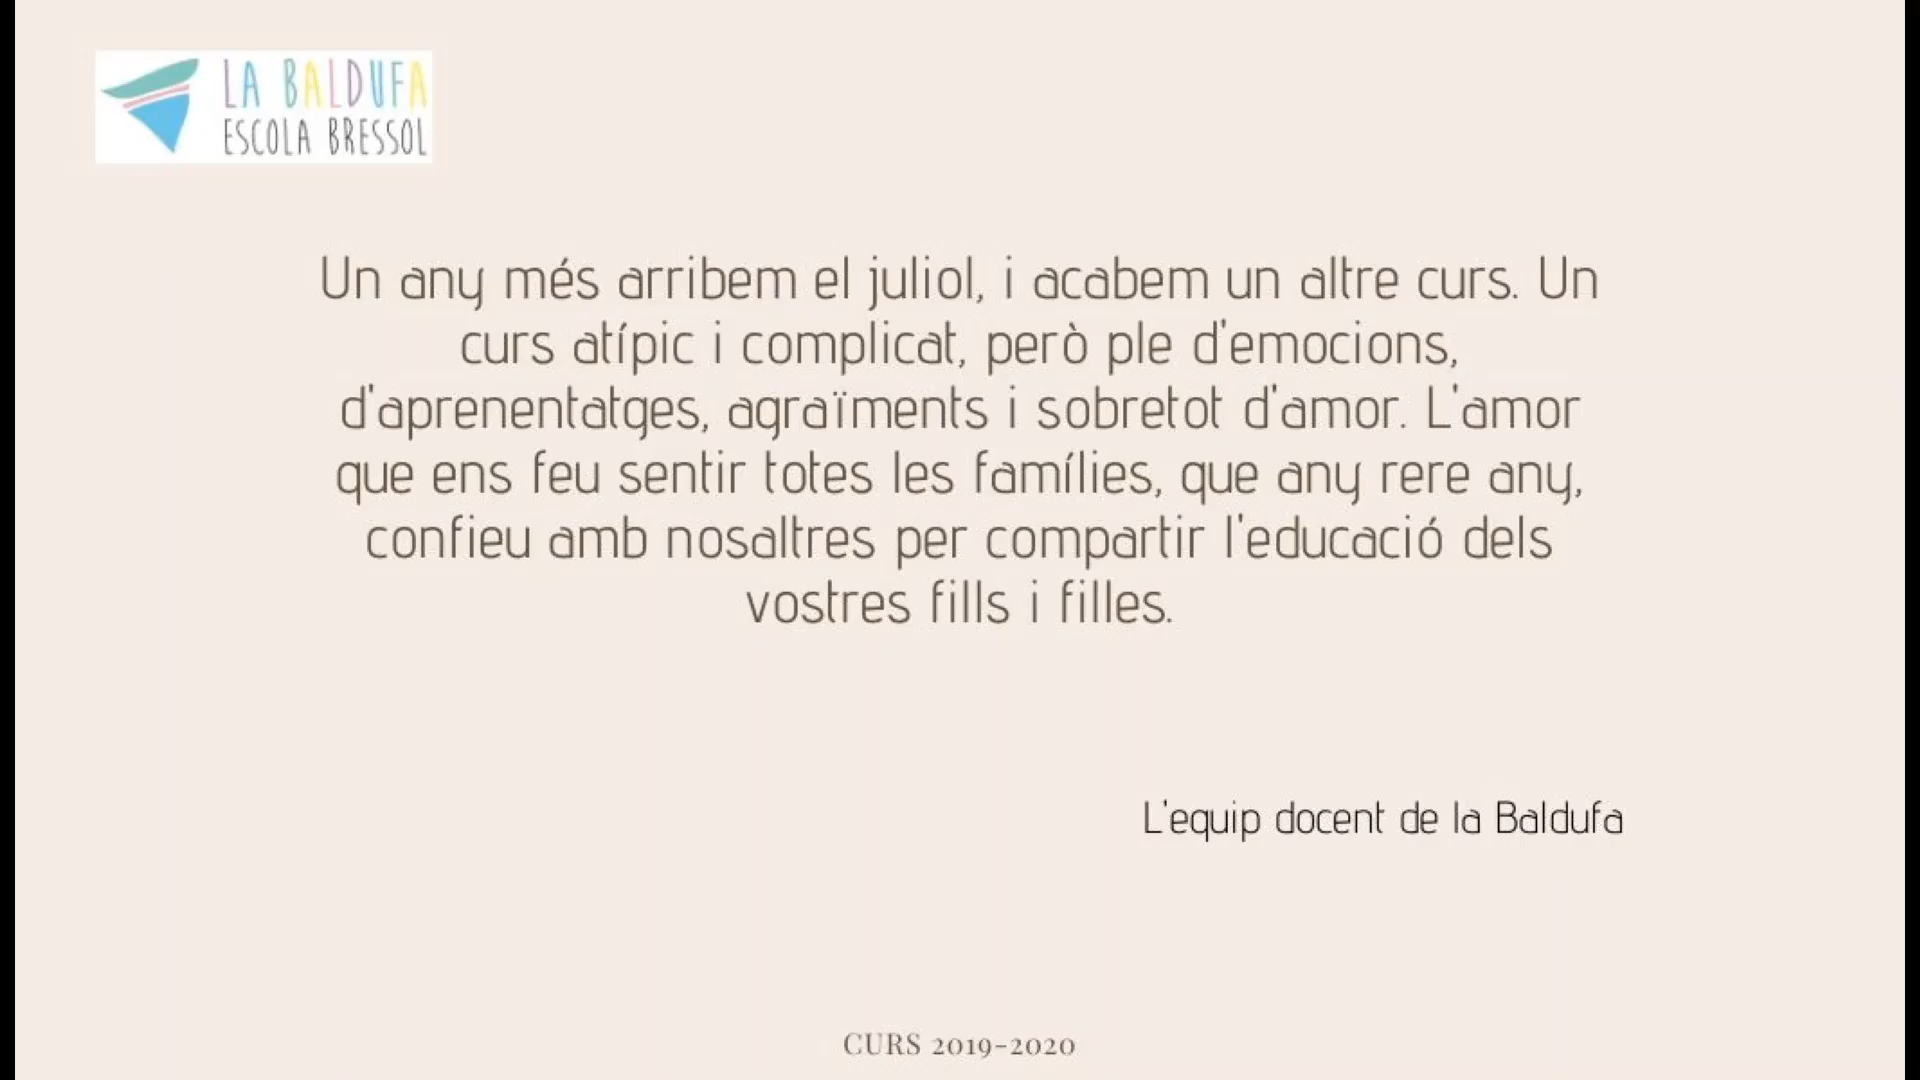 LA BALDUFA
ESCOLA BRESSOL
Un any més arribem el juliol, i acabem un altre curs. Un
curs atípic i complicat, però ple d'emocions,
d'aprenentatges, agraïments i sobretot d'amor. L'amor
que ens feu sentir totes les famílies, que any rere any,
confieu amb nosaltres per compartir l'educació dels
vostres fills i filles.
L'equip docent de la Baldufa
CURS 2019-2020